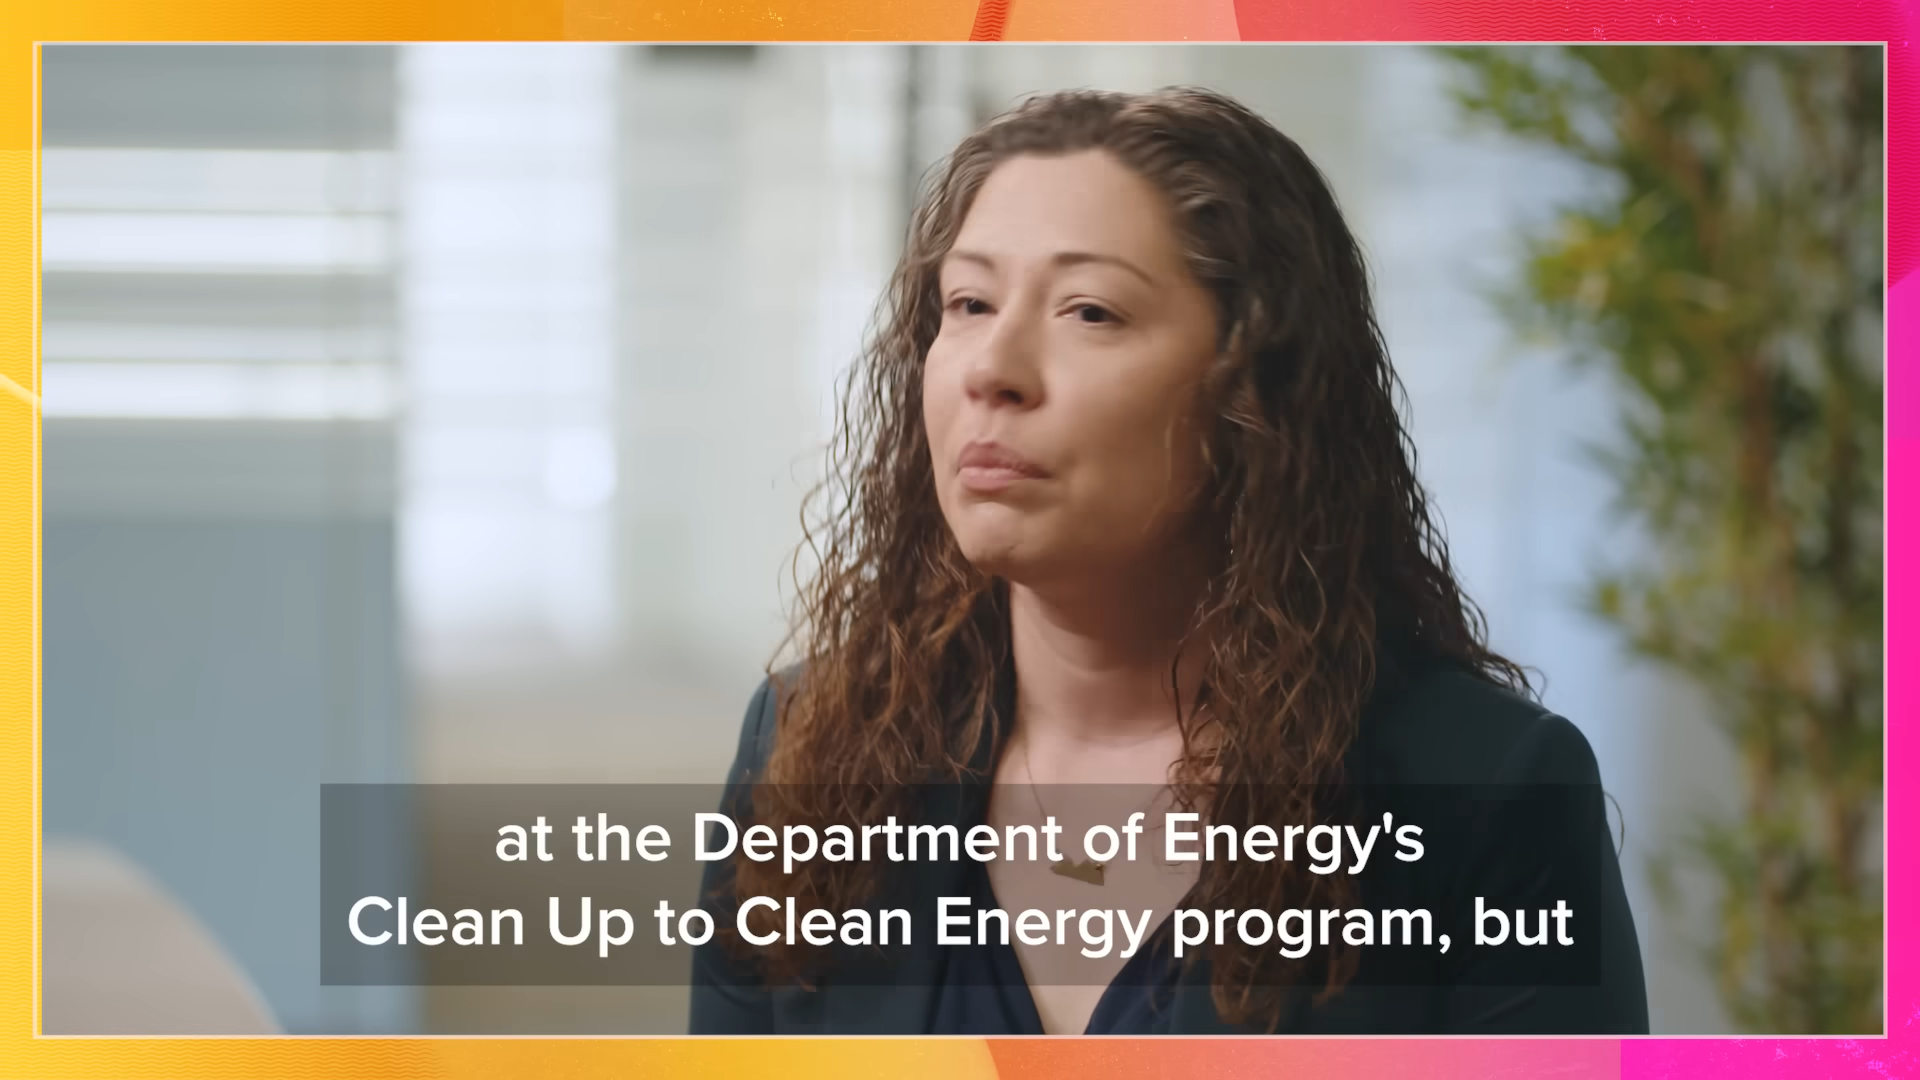 at the Department of Energy's
Clean Up to Clean Energy program, but